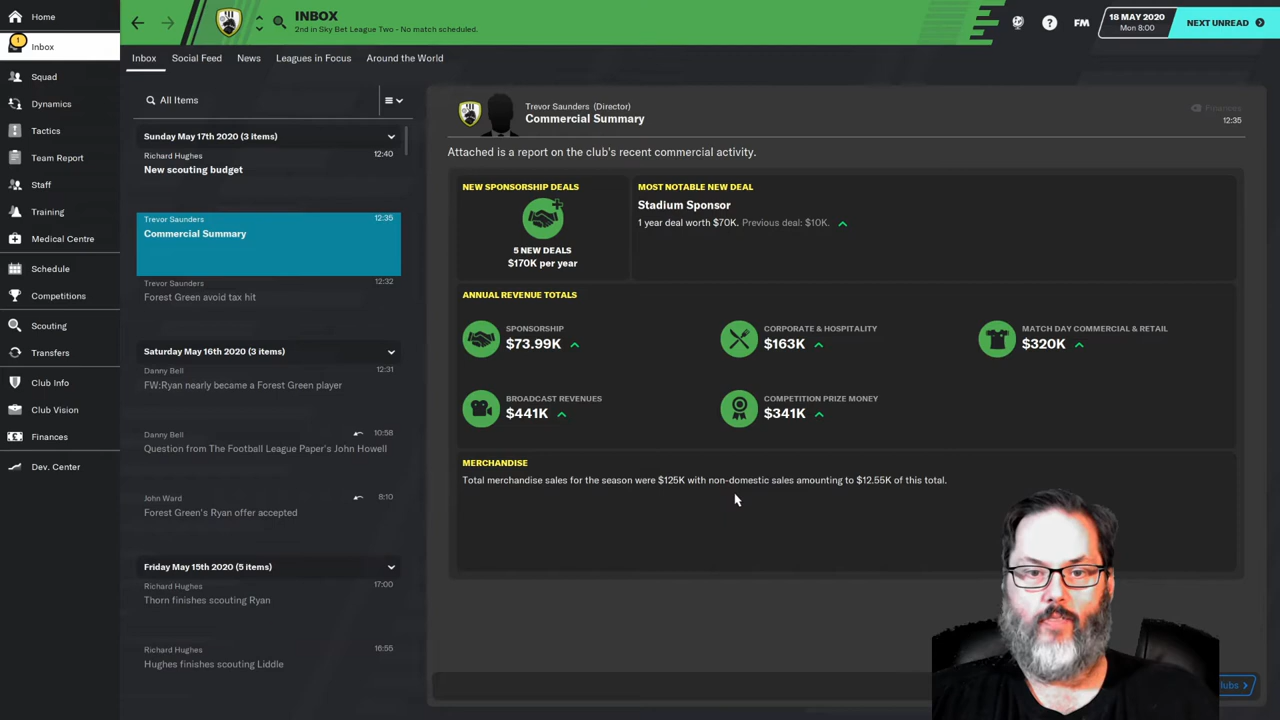 Home
Inbox
1
Squad
Dynamics
Tactics
Team Report
Staff
Training
Medical Centre
Schedule
Competitions
Scouting
Transfers
Club Info
Club Vision
Finances
Dev. Center
INBOX
2nd in Sky Bet League Two - No match scheduled.
FM
18 MAY 2020
Mon 8:00
NEXT UNREAD
Inbox
Social Feed
News
Leagues in Focus
Around the World
All Items
Sunday May 17th 2020 (3 items)
Richard Hughes 12:40
New scouting budget
Trevor Saunders 12:35
Commercial Summary
Trevor Saunders 12:32
Forest Green avoid tax hit
Saturday May 16th 2020 (3 items)
Danny Bell 12:31
FW:Ryan nearly became a Forest Green player
Danny Bell 10:58
Question from The Football League Paper's John Howell
John Ward 8:10
Forest Green's Ryan offer accepted
Friday May 15th 2020 (5 items)
Richard Hughes 17:00
Thorn finishes scouting Ryan
Richard Hughes 16:55
Hughes finishes scouting Liddle
Trevor Saunders (Director)
Commercial Summary
Finances
12:35
Attached is a report on the club's recent commercial activity.
NEW SPONSORSHIP DEALS
5 NEW DEALS
$170K per year
MOST NOTABLE NEW DEAL
Stadium Sponsor
1 year deal worth $70K. Previous deal: $10K.
ANNUAL REVENUE TOTALS
SPONSORSHIP
$73.99K
CORPORATE & HOSPITALITY
$163K
MATCH DAY COMMERCIAL & RETAIL
$320K
BROADCAST REVENUES
$441K
COMPETITION PRIZE MONEY
$341K
MERCHANDISE
Total merchandise sales for the season were $125K with non-domestic sales amounting to $12.55K of this total.